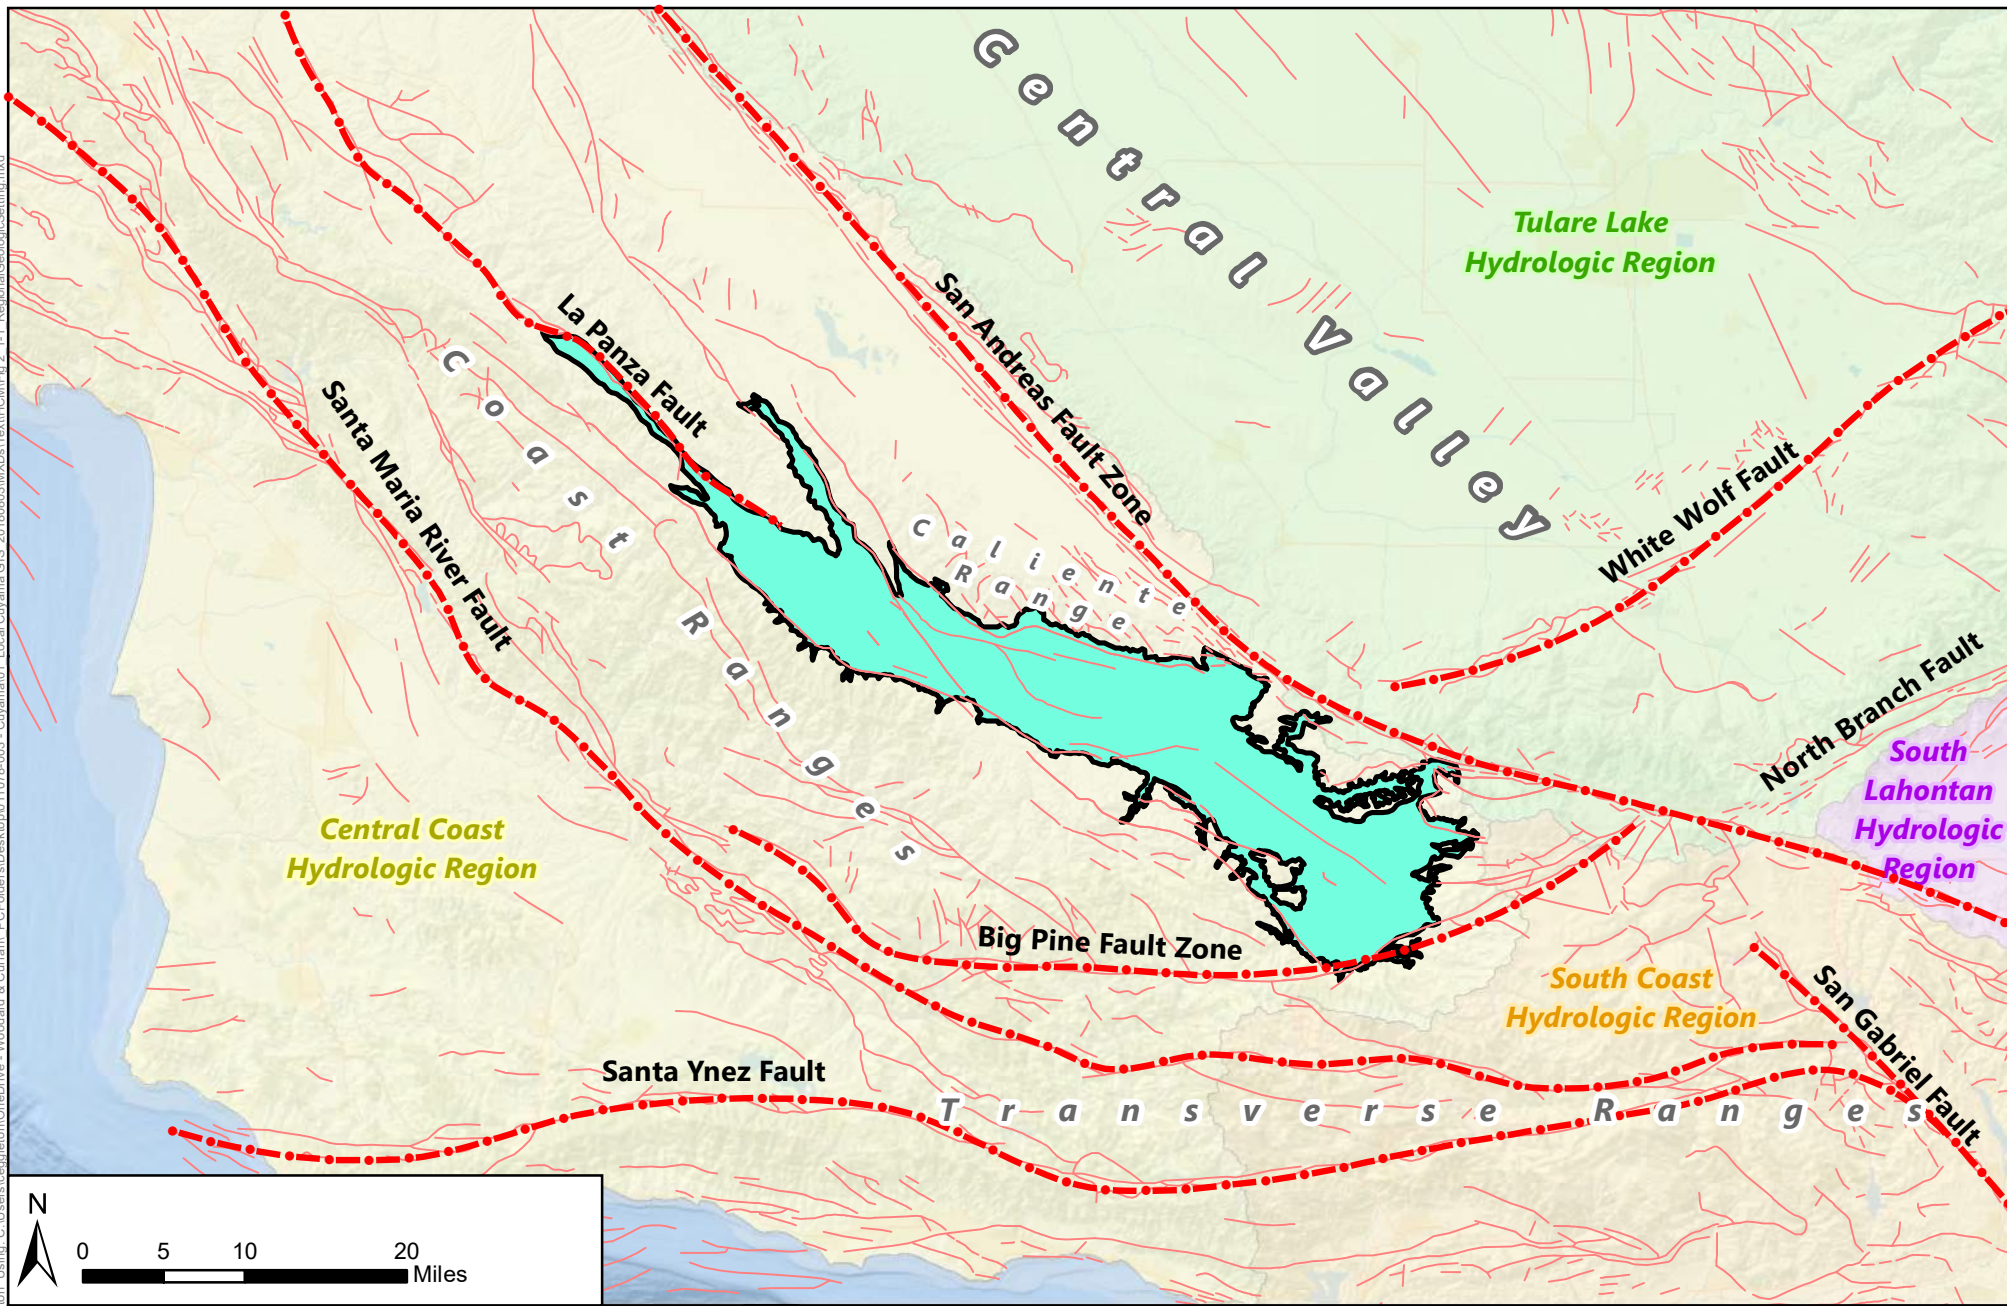 Central Valley
Tulare Lake
Hydrologic Region
San Andreas Fault Zone
La Panza Fault
Coast Ranges
Santa Maria River Fault
Caliente
Range
White Wolf Fault
North Branch Fault
South
Lahontan
Hydrologic
Region
Central Coast
Hydrologic Region
Big Pine Fault Zone
South Coast
Hydrologic Region
San Gabriel Fault
Santa Ynez Fault
Transverse Ranges
N
0 5 10 20
Miles